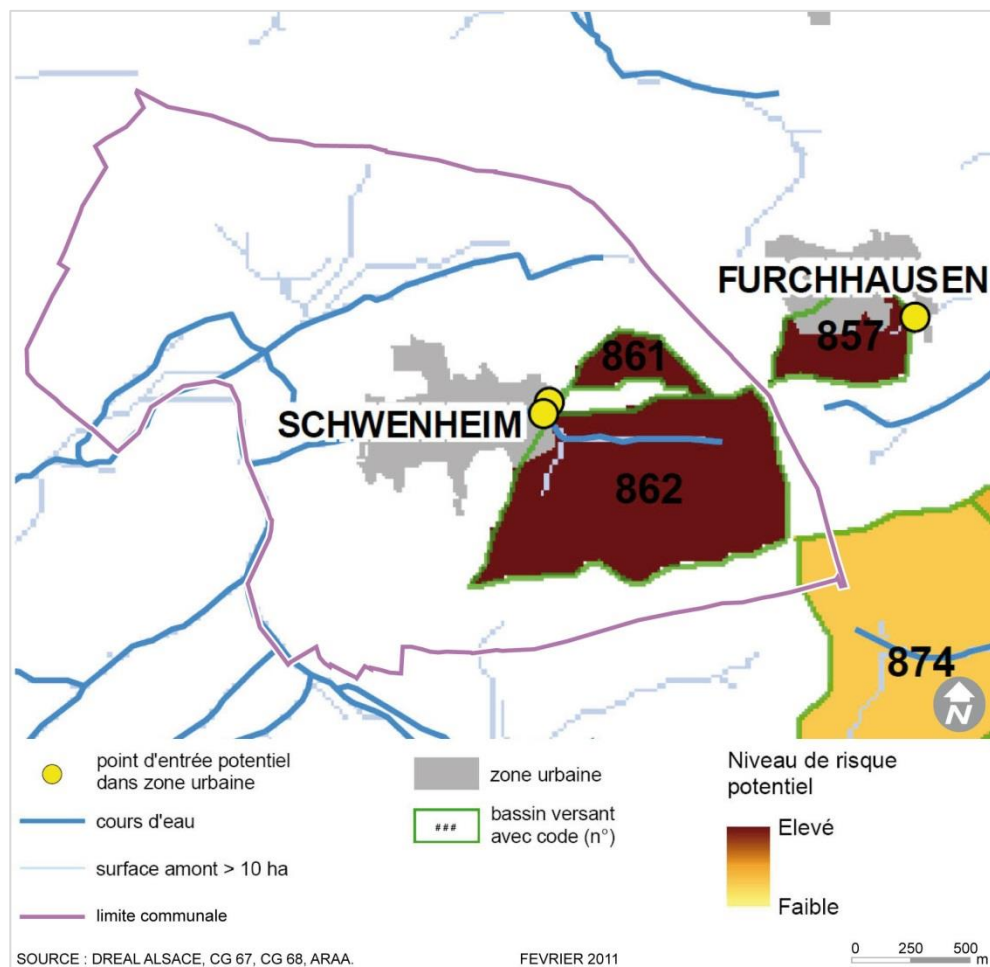 FURCHHAUSEN
857
861
SCHWENHEIM
862
874
N
point d'entrée potentiel
dans zone urbaine
cours d'eau
surface amont > 10 ha
limite communale
zone urbaine
###
bassin versant
avec code (n°)
Niveau de risque
potentiel
Elevé
Faible
SOURCE : DREAL ALSACE, CG 67, CG 68, ARAA.
FEVRIER 2011
0 250 500
m